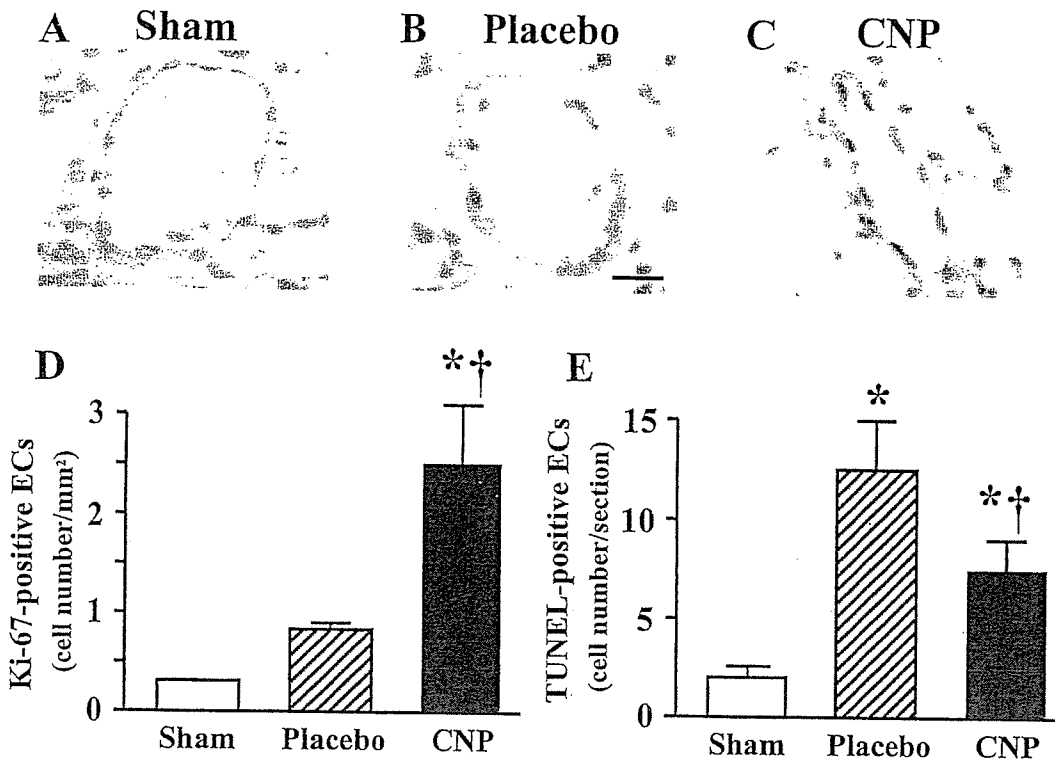 A Sham
B Placebo
C CNP
D
Ki-67-positive ECs
(cell number/mm²)
3
2
1
0
*†
Sham Placebo CNP
E
TUNEL-positive ECs
(cell number/section)
15
10
5
0
*
*†
Sham Placebo CNP